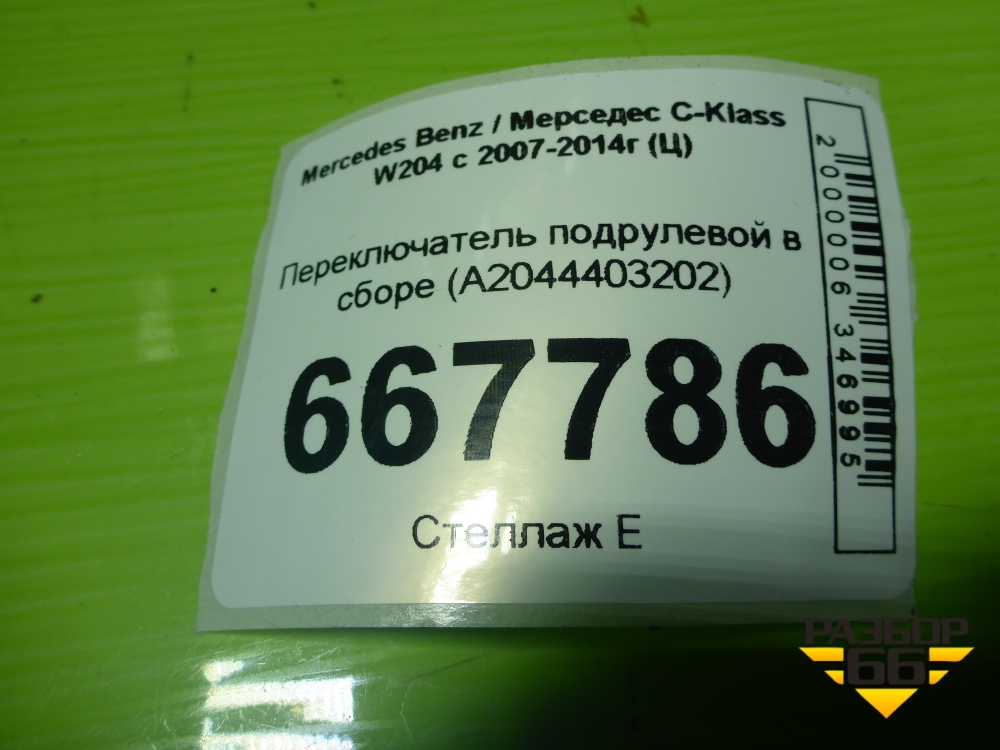 Mercedes Benz / Мерседес C-Klass
W204 с 2007-2014г (Ц)
Переключатель подрулевой в
сборе (A2044403202)
667786
Стеллаж Е
2000006346995
РАЗБОР
66